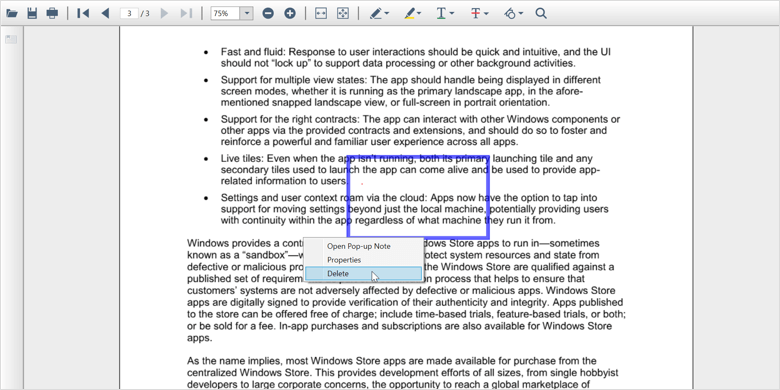 3 / 3
75%
• Fast and fluid: Response to user interactions should be quick and intuitive, and the UI
should not “lock up” to support data processing or other background activities.
• Support for multiple view states: The app should handle being displayed in different
screen modes, whether it is running as the primary landscape app, in the afore-
mentioned snapped landscape view, or full-screen in portrait orientation.
• Support for the right contracts: The app can interact with other Windows components or
other apps via the provided contracts and extensions, and should do so to foster and
reinforce a powerful and familiar user experience across all apps.
• Live tiles: Even when the app isn't running, both its primary launching tile and any
secondary tiles used to launch the app can come alive and be used to provide app-
related information to users.
• Settings and user context roam via the cloud: Apps now have the option to tap into
support for moving settings beyond just the local machine, potentially providing users
with continuity within the app regardless of what machine they run it from.
Windows provides a Store apps to run in—sometimes
known as a “sandbox”— system resources and state from
defective or malicious the Windows Store are qualified against a
published set of process that helps to ensure that
customers’ systems are not adversely affected by defective or malicious apps. Windows Store
apps are digitally signed to provide verification of their authenticity and integrity. Apps published
to the store can be offered free of charge; include time-based trials, feature-based trials, or both;
or be sold for a fee. In-app purchases and subscriptions are also available for Windows Store
apps.
As the name implies, most Windows Store apps are made available for purchase from the
centralized Windows Store. This provides development efforts of all sizes, from single hobbyist
developers to large corporate concerns, the opportunity to reach a global marketplace of
Open Pop-up Note
Properties
Delete